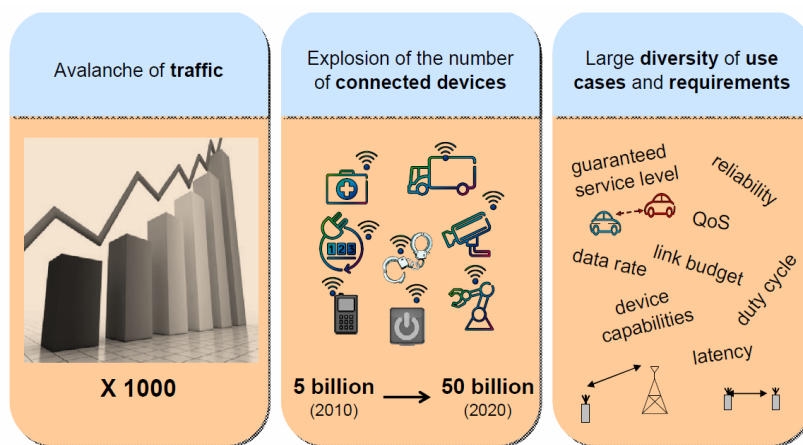 Avalanche of traffic
X 1000
Explosion of the number
of connected devices
123
5 billion
(2010)
50 billion
(2020)
Large diversity of use
cases and requirements
guaranteed
service level
reliability
QoS
data rate
link budget
duty cycle
device
capabilities
latency